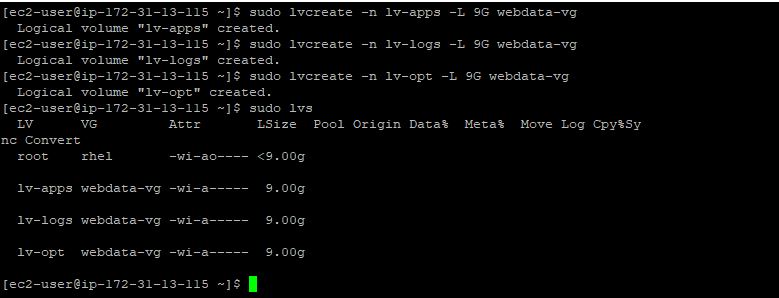 [ec2-user@ip-172-31-13-115 ~]$ sudo lvcreate -n lv-apps -L 9G webdata-vg
  Logical volume "lv-apps" created.
[ec2-user@ip-172-31-13-115 ~]$ sudo lvcreate -n lv-logs -L 9G webdata-vg
  Logical volume "lv-logs" created.
[ec2-user@ip-172-31-13-115 ~]$ sudo lvcreate -n lv-opt -L 9G webdata-vg
  Logical volume "lv-opt" created.
[ec2-user@ip-172-31-13-115 ~]$ sudo lvs
  LV      VG         Attr       LSize  Pool Origin Data%  Meta%  Move Log Cpy%Sy
nc Convert
  root    rhel       -wi-ao---- <9.00g
  lv-apps webdata-vg -wi-a-----  9.00g
  lv-logs webdata-vg -wi-a-----  9.00g
  lv-opt  webdata-vg -wi-a-----  9.00g
[ec2-user@ip-172-31-13-115 ~]$